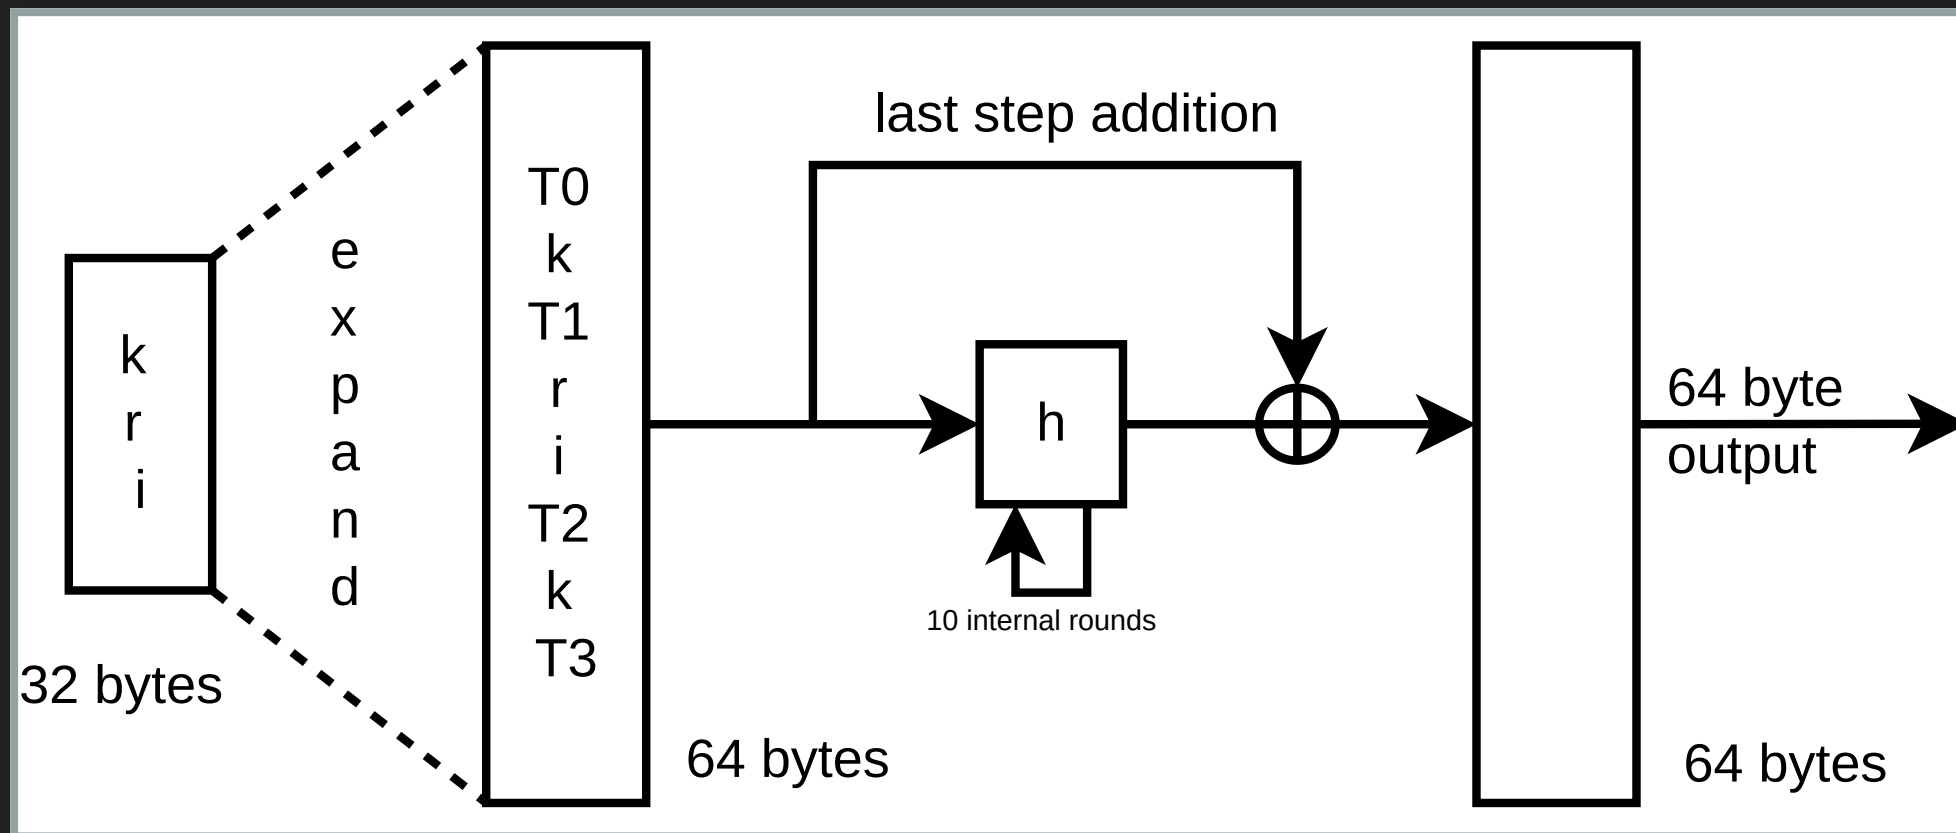 k
r
i
32 bytes
e
x
p
a
n
d
T0
k
T1
r
i
T2
k
T3
64 bytes
last step addition
h
10 internal rounds
64 byte
output
64 bytes